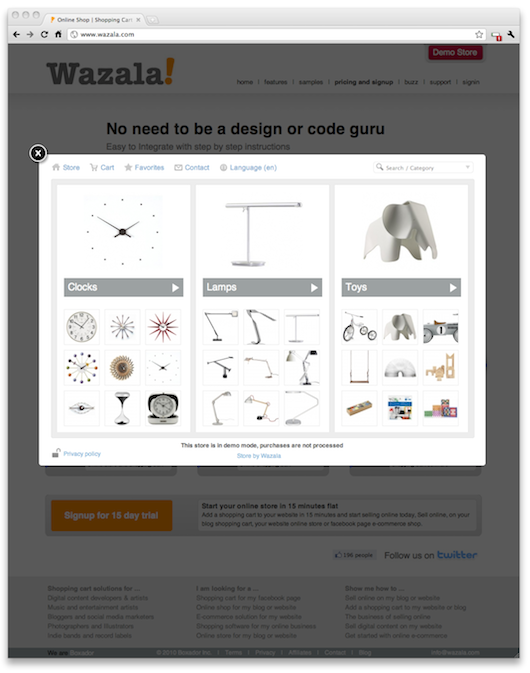 Online Shop | Shopping Cart
www.wazala.com
Demo Store
Wazala!
home | features | samples | pricing and signup | buzz | support | signin
No need to be a design or code guru
Easy to Integrate with step by step instructions
Store Cart Favorites Contact Language (en) Search / Category
Clocks Lamps Toys
This store is in demo mode, purchases are not processed
Privacy policy Store by Wazala
Signup for 15 day trial
Start your online store in 15 minutes flat
Add a shopping cart to your website in 15 minutes and start selling online today. Sell online, on your
blog shopping cart, your website online store or facebook page e-commerce shop.
196 people Follow us on twitter
Shopping cart solutions for ... I am looking for a ... Show me how to ...
Digital content developers & artists Shopping cart for my facebook page Sell online on my blog or website
Music and entertainment artists Online shop for my blog or website Add a shopping cart to my website or blog
Bloggers and social media marketers E-commerce solution for my website The business of selling online
Photographers and illustrators Shopping software for my online business Sell digital content on my website
Indie bands and record labels Online store for my blog or website Get started with online e-commerce
We are Boxador © 2010 Boxador Inc. | Terms | Privacy | Affiliates | Contact | Blog info@wazala.com